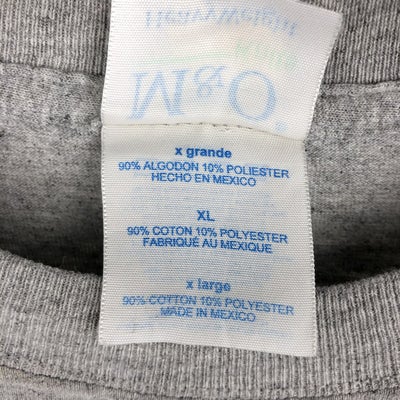 HeavyWeight
M&O®
x grande
90% ALGODON 10% POLIESTER
HECHO EN MEXICO
XL
90% COTON 10% POLYESTER
FABRIQUÉ AU MEXIQUE
x large
90% COTTON 10% POLYESTER
MADE IN MEXICO